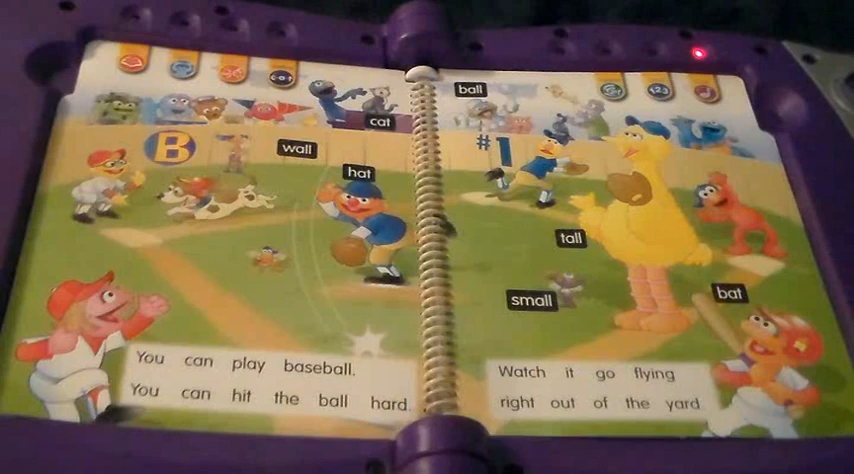 ball
cat
B
wall
#1
hat
tall
small
bat
123
You can play baseball.
You can hit the ball hard.
Watch it go flying
right out of the yard.